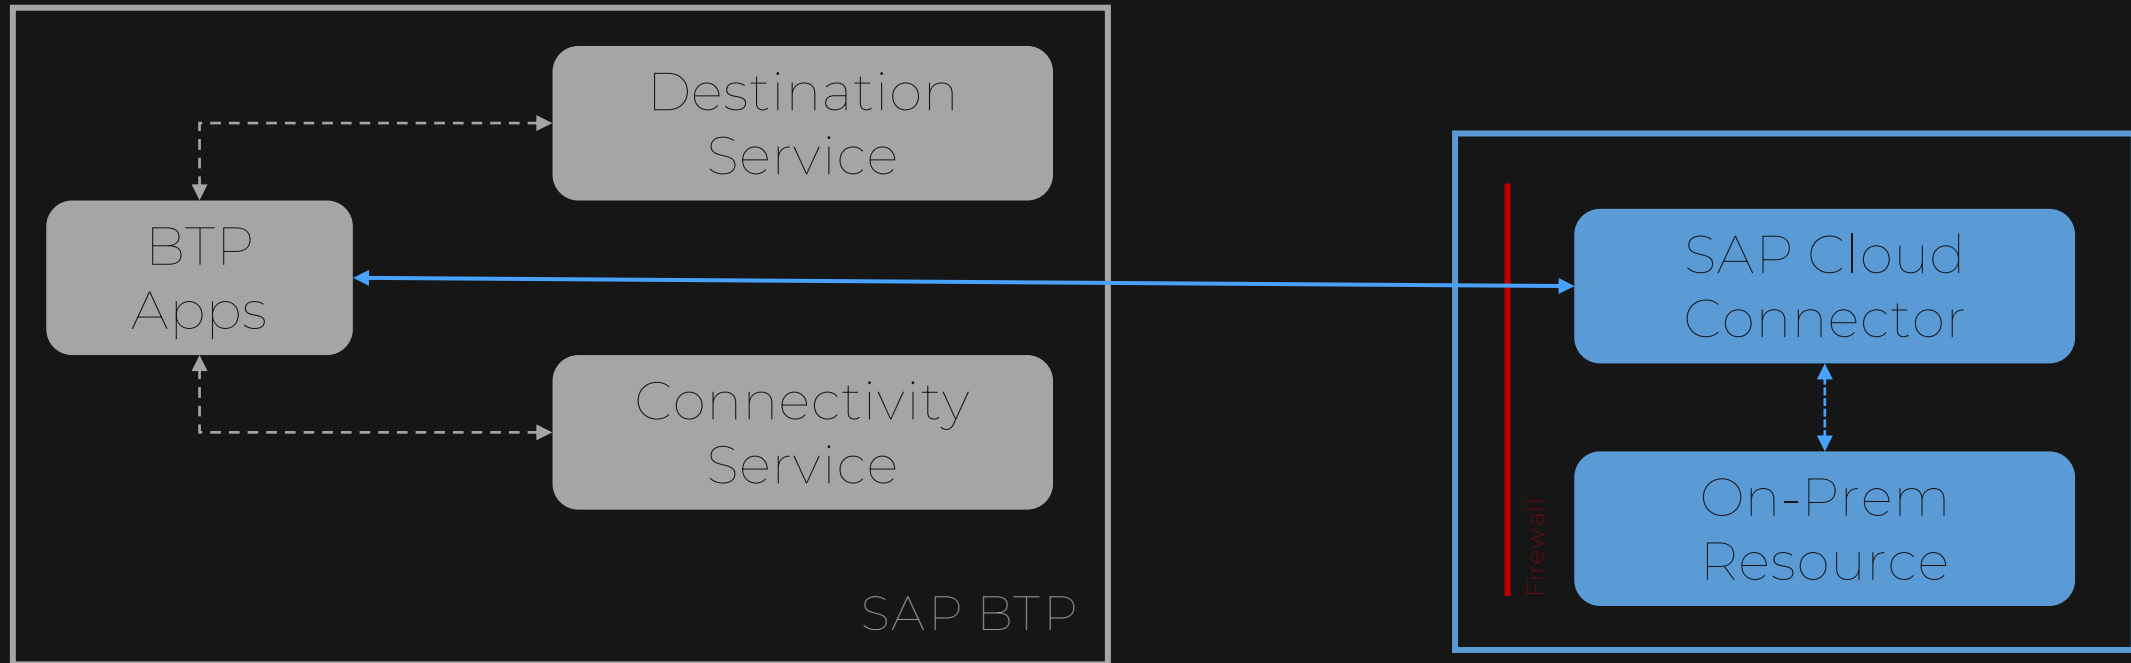 Destination
Service
BTP
Apps
Connectivity
Service
SAP BTP
Firewall
SAP Cloud
Connector
On-Prem
Resource